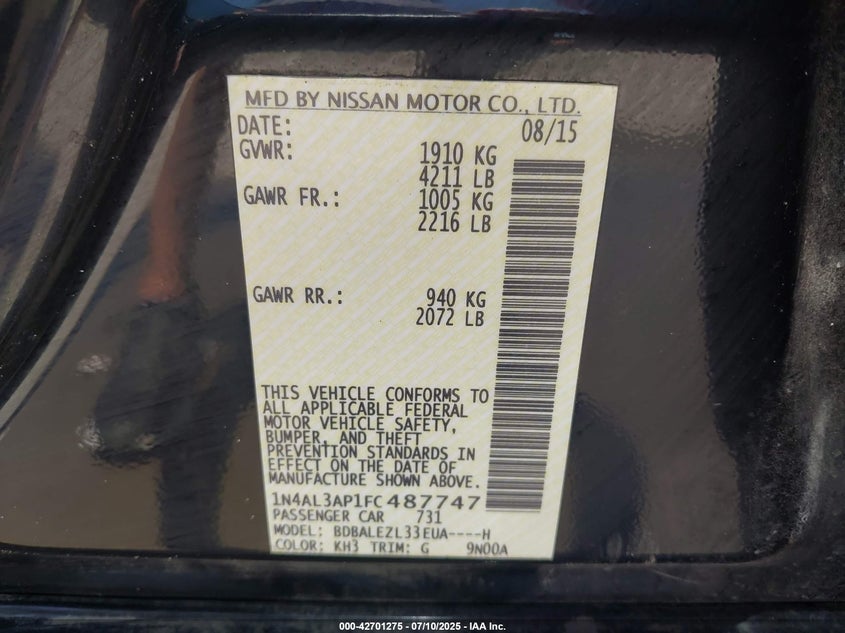 MFD BY NISSAN MOTOR CO., LTD.
DATE: 08/15
GVWR: 1910 KG
4211 LB
GAWR FR.: 1005 KG
2216 LB
GAWR RR.: 940 KG
2072 LB
THIS VEHICLE CONFORMS TO
ALL APPLICABLE FEDERAL
MOTOR VEHICLE SAFETY,
BUMPER, AND THEFT
PREVENTION STANDARDS IN
EFFECT ON THE DATE OF
MANUFACTURE SHOWN ABOVE.
1N4AL3AP1FC487747
PASSENGER CAR 731
MODEL: BDBALEZL33EUA----H
COLOR: KH3 TRIM: G 9N00A
000-42701275 - 07/10/2025 - IAA Inc.